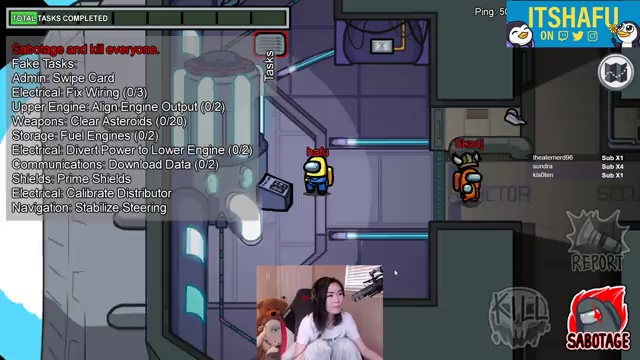 TOTAL TASKS COMPLETED
Ping: 50
ITSHAFU
ON
Sabotage and kill everyone.
Fake Tasks:
Admin: Swipe Card
Electrical: Fix Wiring (0/3)
Upper Engine: Align Engine Output (0/2)
Weapons: Clear Asteroids (0/20)
Storage: Fuel Engines (0/2)
Electrical: Divert Power to Lower Engine (0/2)
Communications: Download Data (0/2)
Shields: Prime Shields
Electrical: Calibrate Distributor
Navigation: Stabilize Steering
Tasks
hafu
theaternerd96 Sub X1
sundra Sub X4
kia0ten Sub X1
REPORT
KILL
SABOTAGE